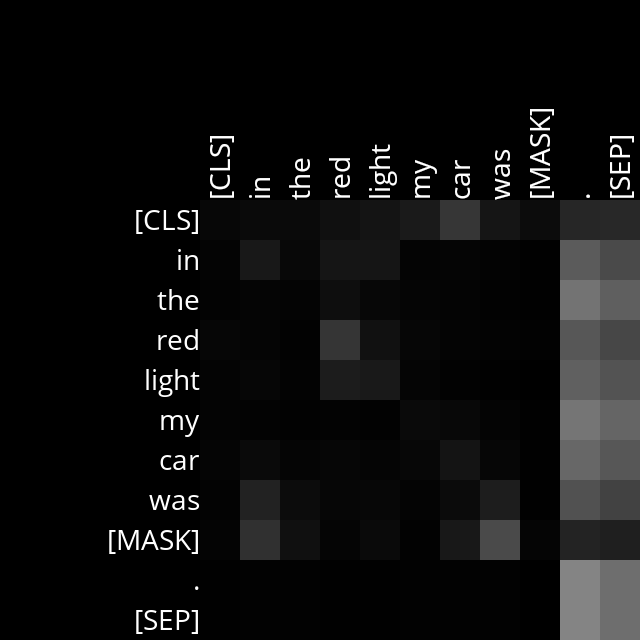 [CLS] in the red light my car was [MASK] . [SEP]
[CLS]
in
the
red
light
my
car
was
[MASK]
.
[SEP]